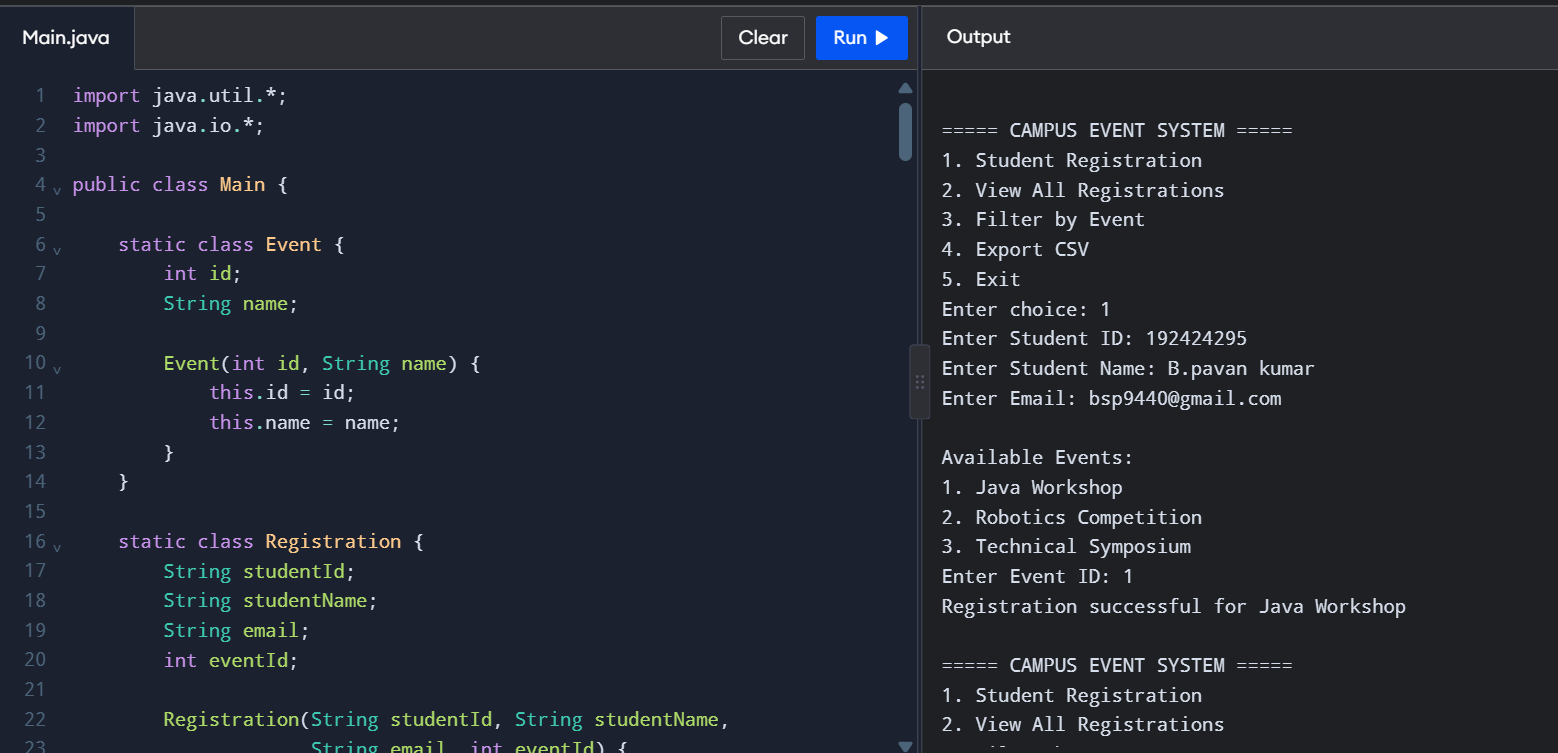 Main.java
Clear
Run
1 import java.util.*;
2 import java.io.*;
3
4 public class Main {
5
6 static class Event {
7 int id;
8 String name;
9
10 Event(int id, String name) {
11 this.id = id;
12 this.name = name;
13 }
14 }
15
16 static class Registration {
17 String studentId;
18 String studentName;
19 String email;
20 int eventId;
21
22 Registration(String studentId, String studentName,
23 String email, int eventId) {
Output
===== CAMPUS EVENT SYSTEM =====
1. Student Registration
2. View All Registrations
3. Filter by Event
4. Export CSV
5. Exit
Enter choice: 1
Enter Student ID: 192424295
Enter Student Name: B.pavan kumar
Enter Email: bsp9440@gmail.com
Available Events:
1. Java Workshop
2. Robotics Competition
3. Technical Symposium
Enter Event ID: 1
Registration successful for Java Workshop
===== CAMPUS EVENT SYSTEM =====
1. Student Registration
2. View All Registrations